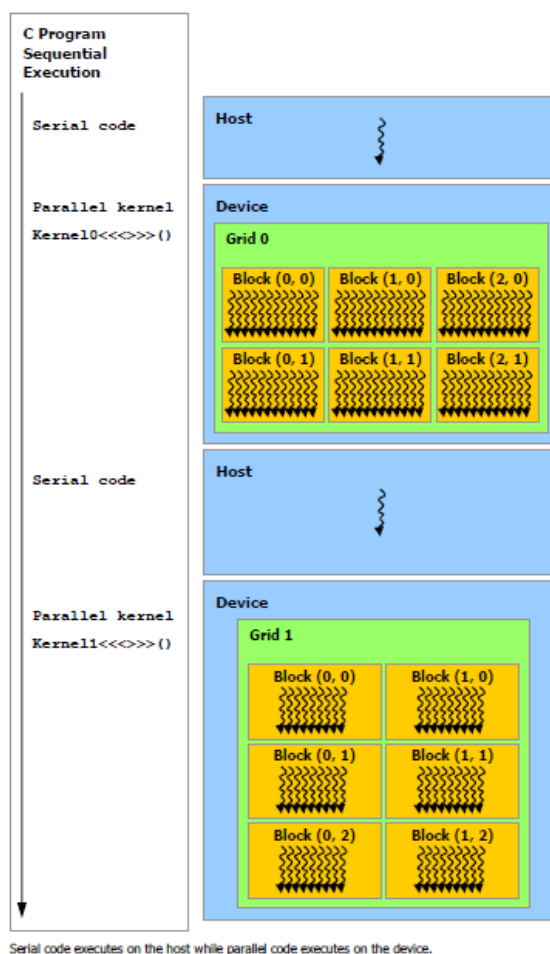 C Program
Sequential
Execution
Serial code
Host
Parallel kernel
Kernel0<<<>>>()
Device
Grid 0
Block (0, 0) Block (1, 0) Block (2, 0)
Block (0, 1) Block (1, 1) Block (2, 1)
Serial code
Host
Parallel kernel
Kernel1<<<>>>()
Device
Grid 1
Block (0, 0) Block (1, 0)
Block (0, 1) Block (1, 1)
Block (0, 2) Block (1, 2)
Serial code executes on the host while parallel code executes on the device.